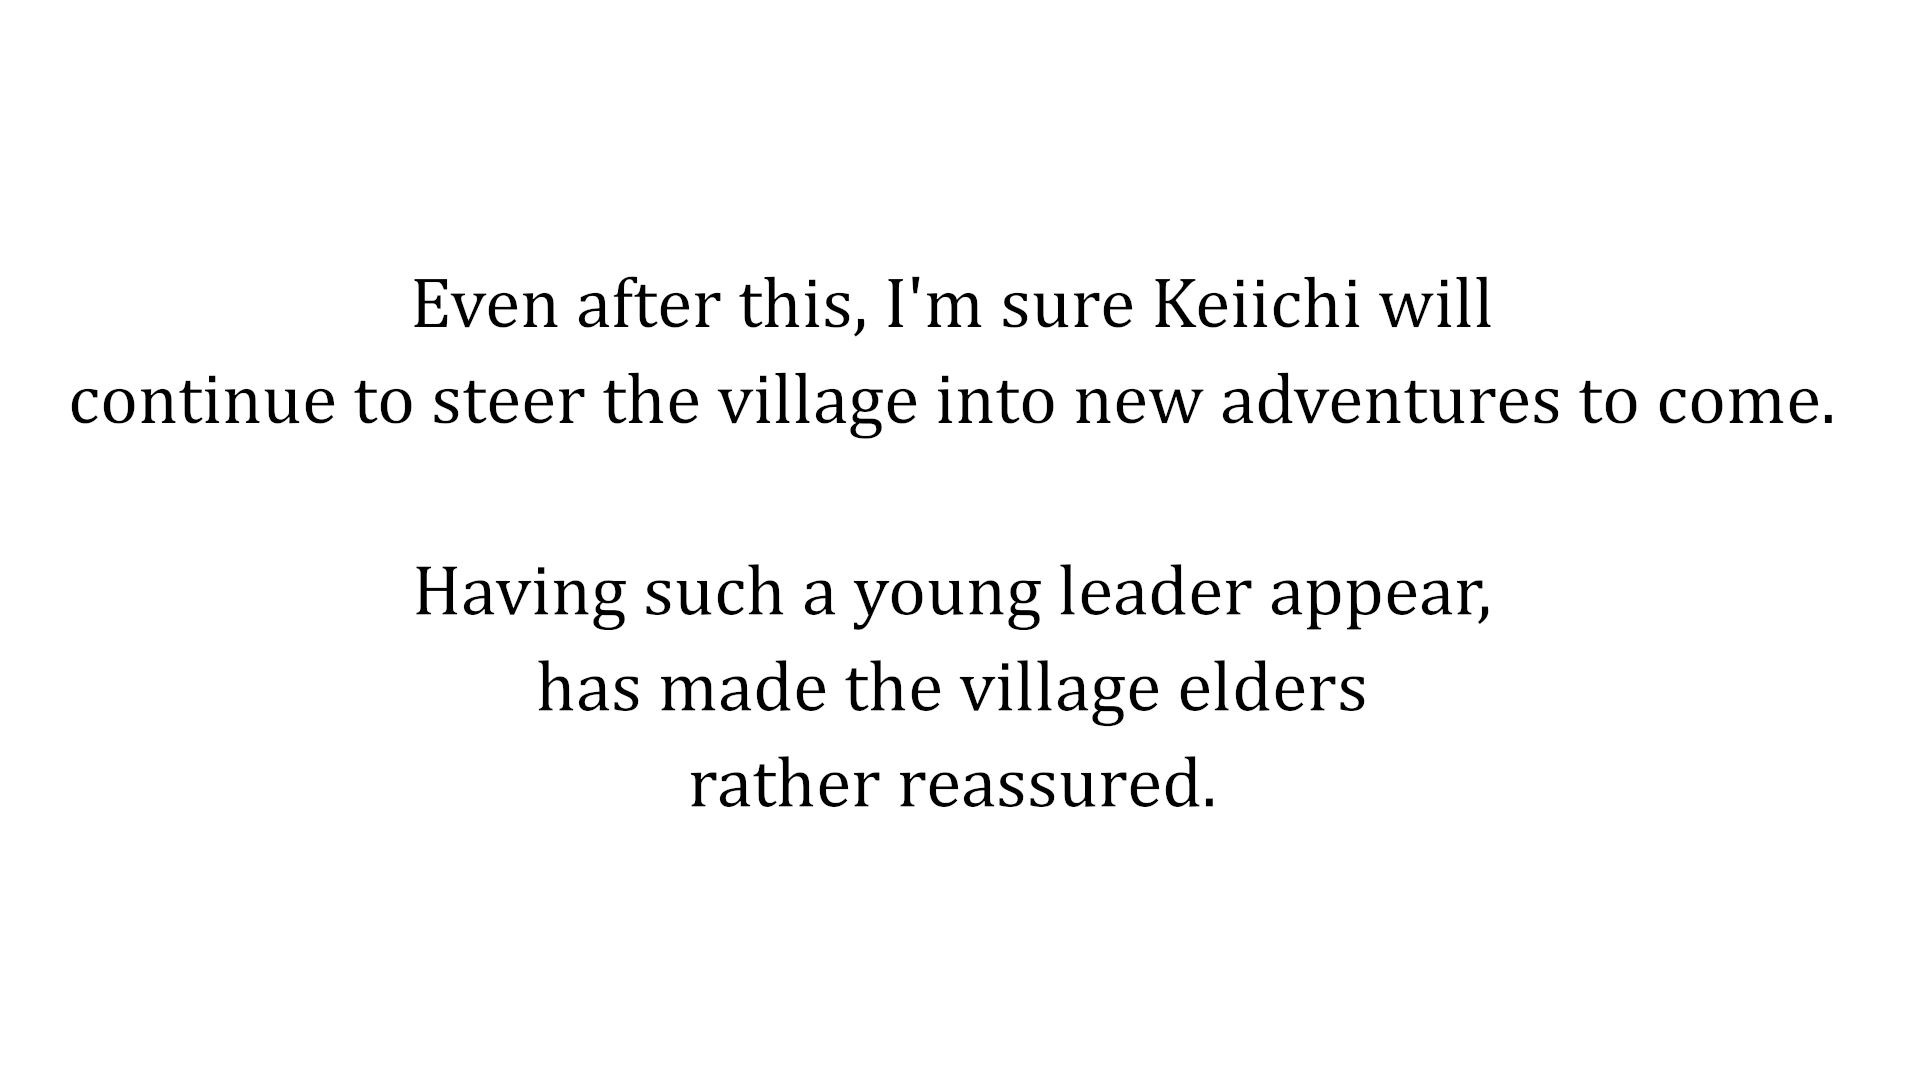 Even after this, I'm sure Keiichi will
continue to steer the village into new adventures to come.
Having such a young leader appear,
has made the village elders
rather reassured.